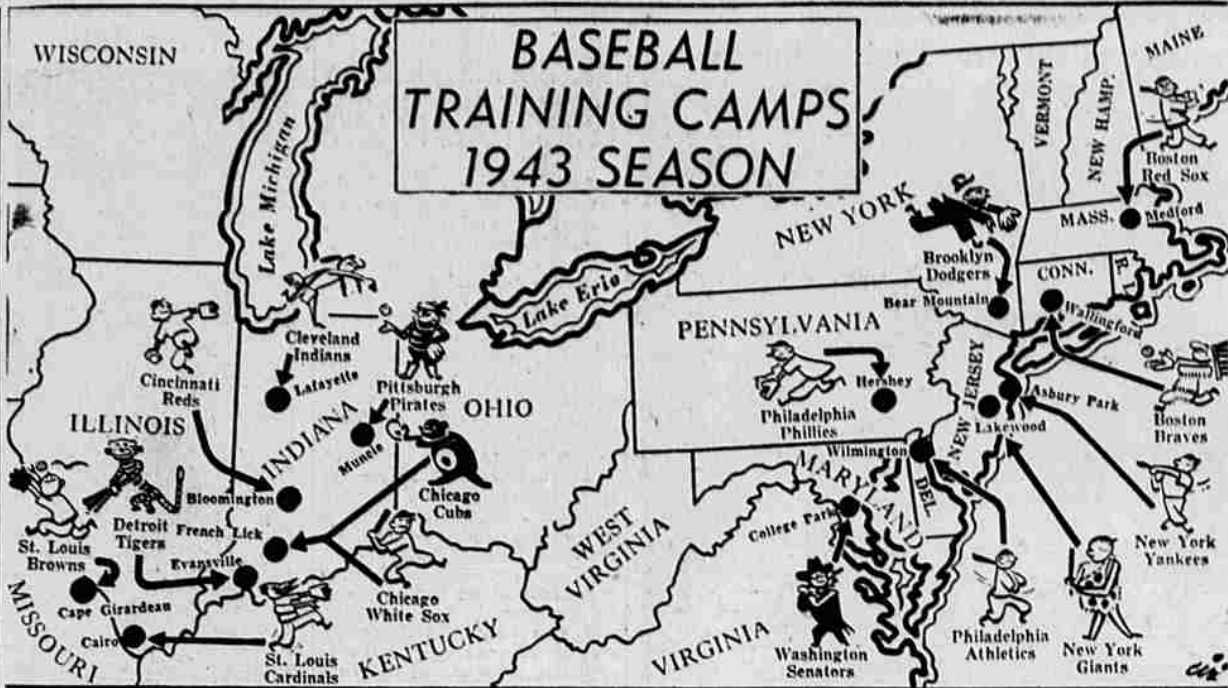 BASEBALL
TRAINING CAMPS
1943 SEASON
WISCONSIN
Lake Michigan
VERMONT
NEW HAMP.
MAINE
Boston
Red Sox
MASS.
Medford
NEW YORK
Brooklyn
Dodgers
CONN.
R. I.
Lake Erie
Bear Mountain
Wallingford
PENNSYLVANIA
Cleveland
Indians
Cincinnati
Reds
Lafayette
Pittsburgh
Pirates
OHIO
Hershey
Philadelphia
Phillies
NEW JERSEY
Asbury Park
Lakewood
Boston
Braves
ILLINOIS
INDIANA
Muncie
Wilmington
MARYLAND
DEL.
Bloomington
Chicago
Cubs
Detroit
Tigers
French Lick
WEST
VIRGINIA
College Park
New York
Yankees
St. Louis
Browns
Evansville
Cape Girardeau
Chicago
White Sox
MISSOURI
Cairo
St. Louis
Cardinals
KENTUCKY
VIRGINIA
Washington
Senators
Philadelphia
Athletics
New York
Giants